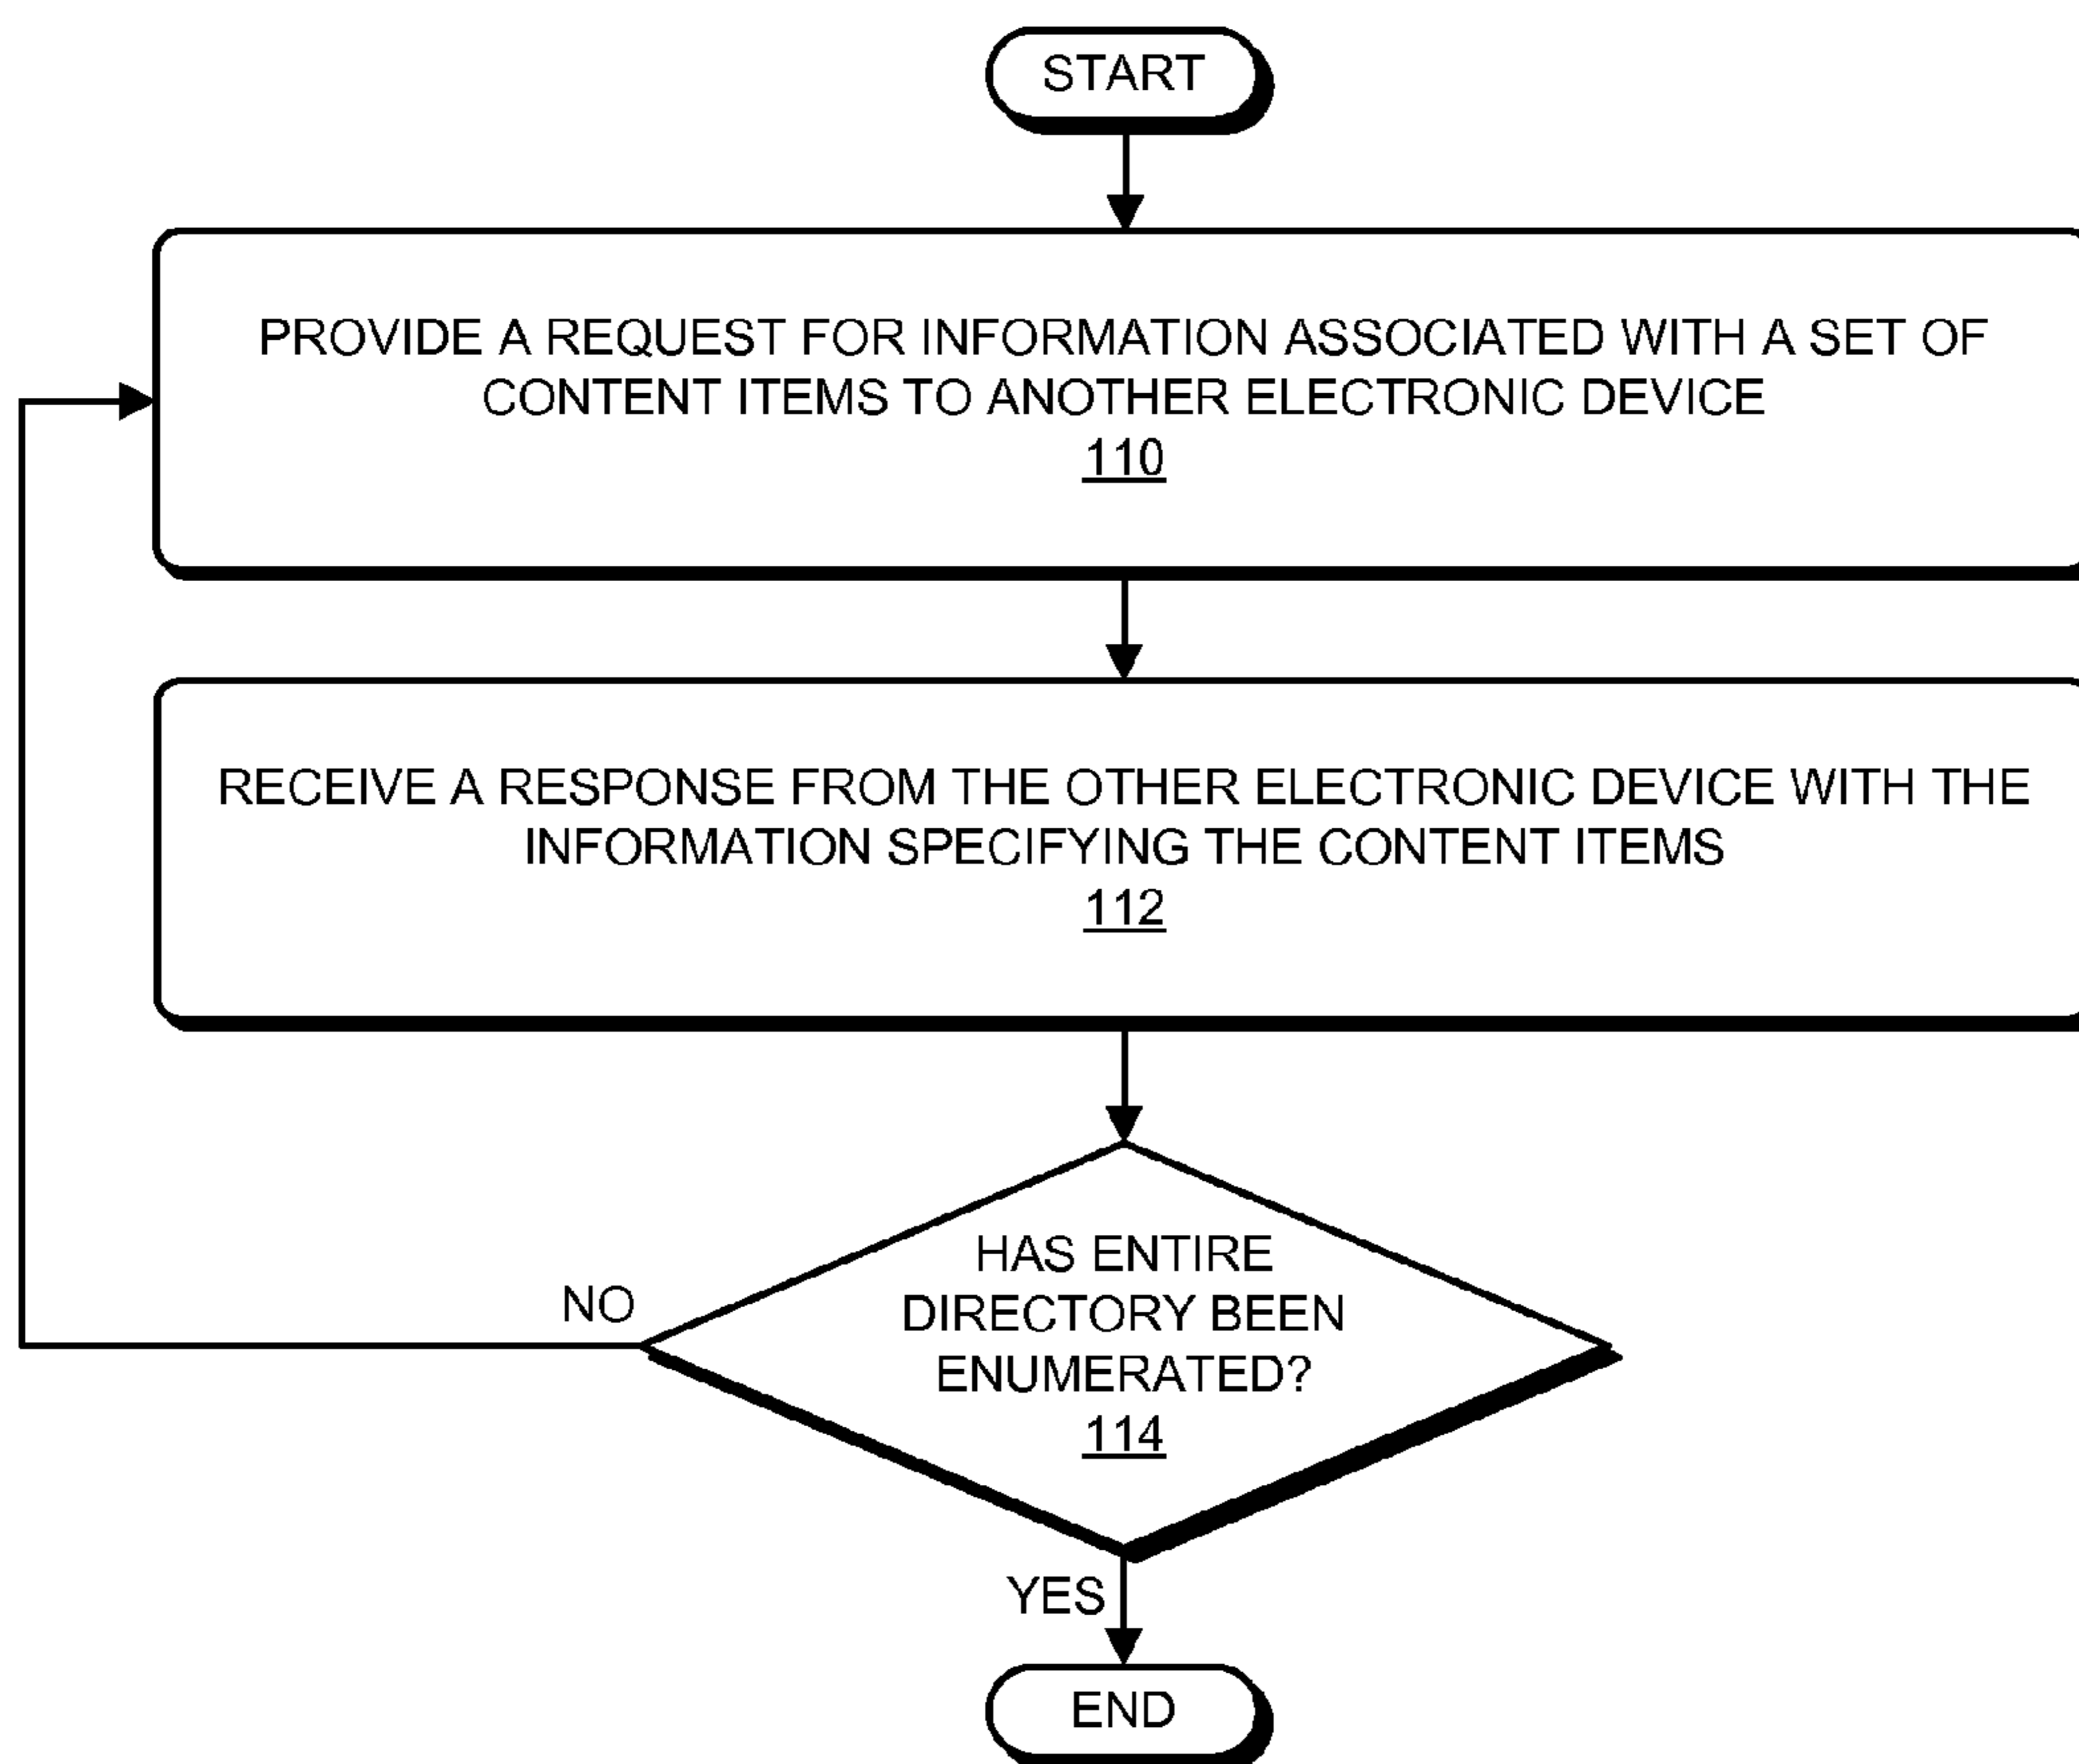 START
PROVIDE A REQUEST FOR INFORMATION ASSOCIATED WITH A SET OF
CONTENT ITEMS TO ANOTHER ELECTRONIC DEVICE
110
RECEIVE A RESPONSE FROM THE OTHER ELECTRONIC DEVICE WITH THE
INFORMATION SPECIFYING THE CONTENT ITEMS
112
HAS ENTIRE
DIRECTORY BEEN
ENUMERATED?
114
NO
YES
END